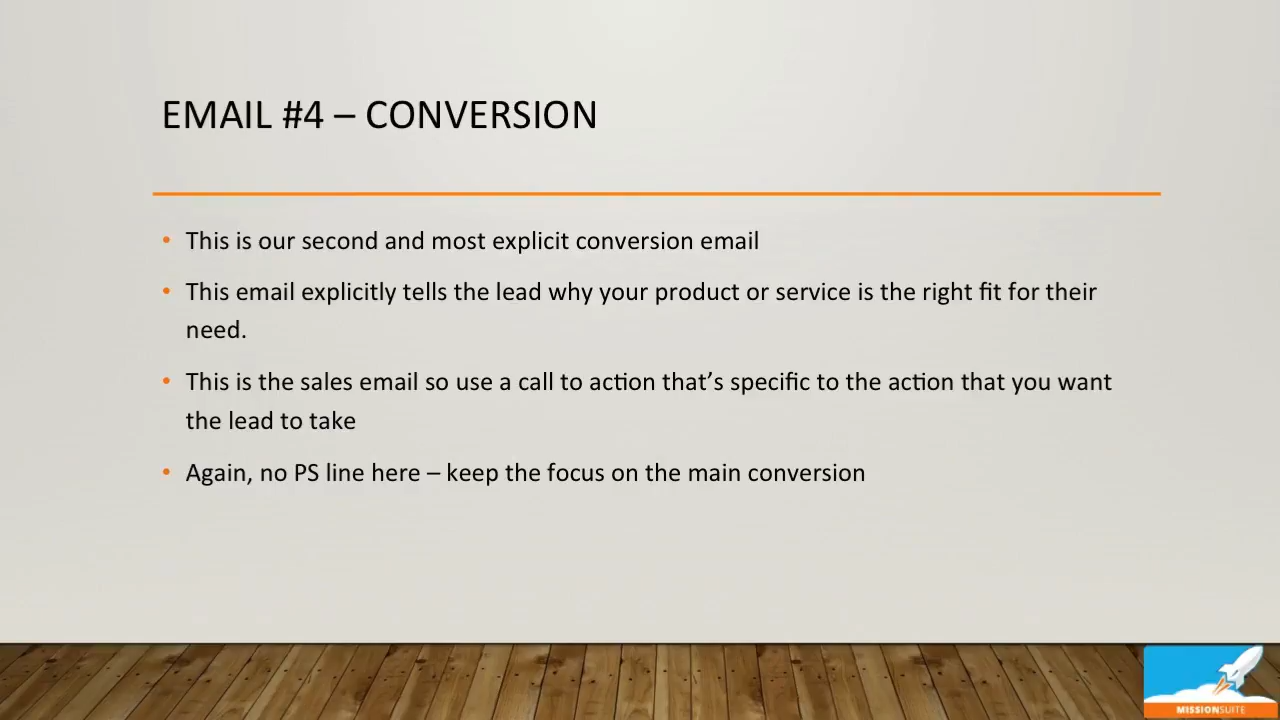 EMAIL #4 – CONVERSION
• This is our second and most explicit conversion email
• This email explicitly tells the lead why your product or service is the right fit for their
need.
• This is the sales email so use a call to action that’s specific to the action that you want
the lead to take
• Again, no PS line here – keep the focus on the main conversion
MISSIONSUITE